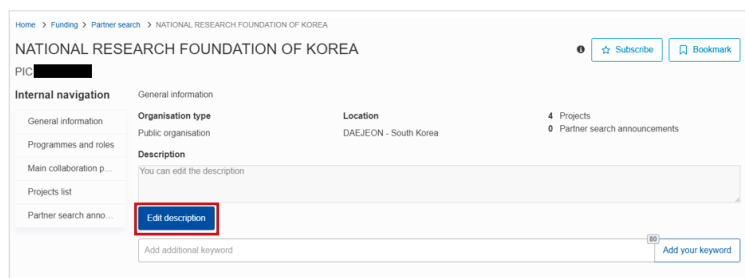 Home > Funding > Partner search > NATIONAL RESEARCH FOUNDATION OF KOREA
NATIONAL RESEARCH FOUNDATION OF KOREA
Subscribe
Bookmark
PIC
Internal navigation
General information
Programmes and roles
Main collaboration p...
Projects list
Partner search anno...
General information
Organisation type
Public organisation
Location
DAEJEON - South Korea
4 Projects
0 Partner search announcements
Description
You can edit the description
Edit description
Add additional keyword
80
Add your keyword